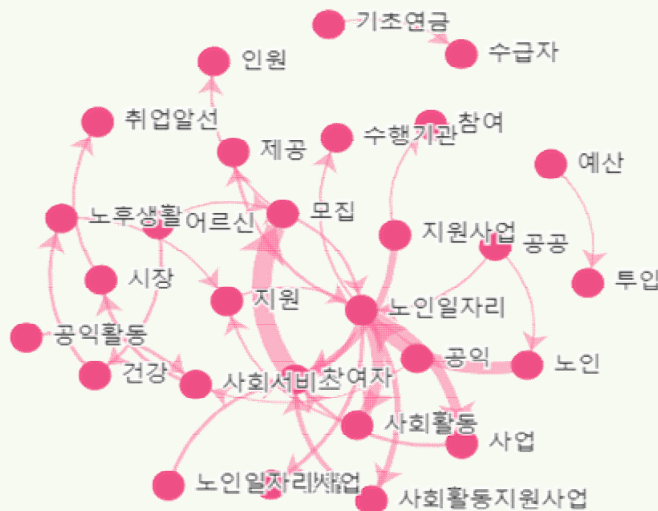 기초연금
수급자
인원
취업알선
제공
수행기관
참여
예산
노후생활
어르신
모집
지원사업
공공
시장
지원
노인일자리
투입
공익활동
건강
사회서비스
참여자
공익
노인
사회활동
사업
노인일자리사업
사회활동지원사업